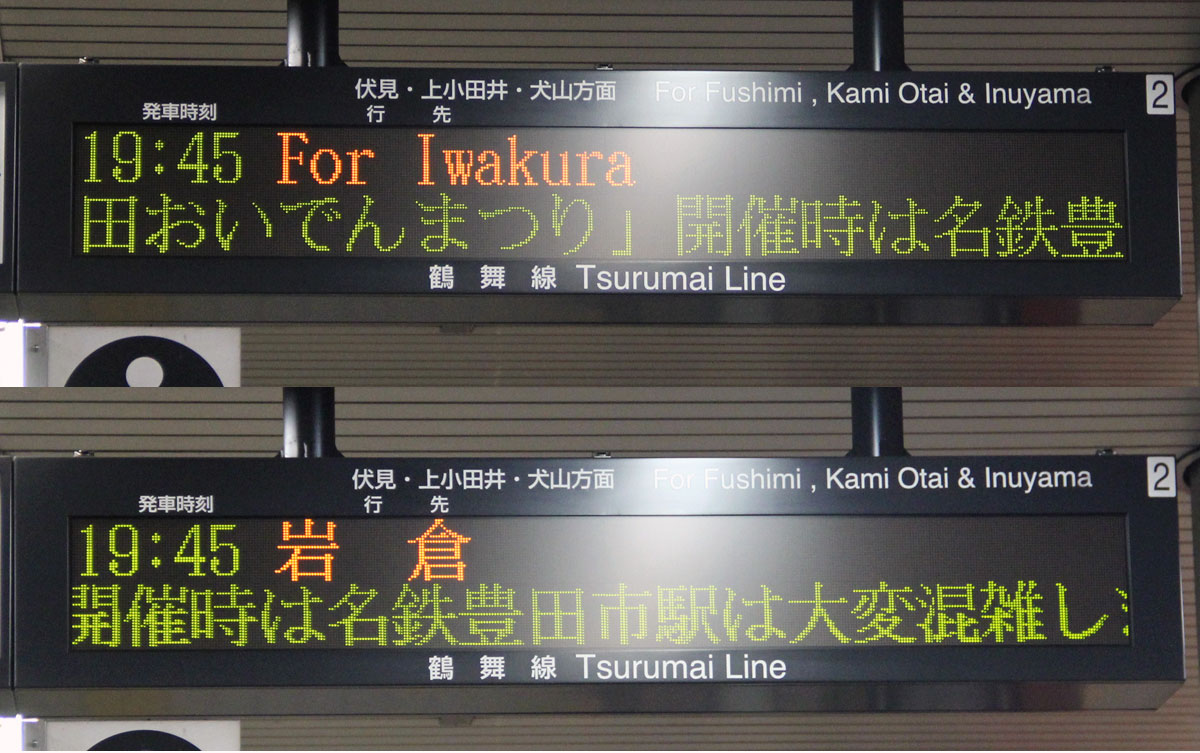 伏見・上小田井・犬山方面 For Fushimi , Kami Otai & Inuyama 2
発車時刻 行 先
19:45 For Iwakura
田おいでんまつり」開催時は名鉄豊
鶴舞線 Tsurumai Line
伏見・上小田井・犬山方面 For Fushimi , Kami Otai & Inuyama 2
発車時刻 行 先
19:45 岩 倉
開催時は名鉄豊田市駅は大変混雑し
鶴舞線 Tsurumai Line